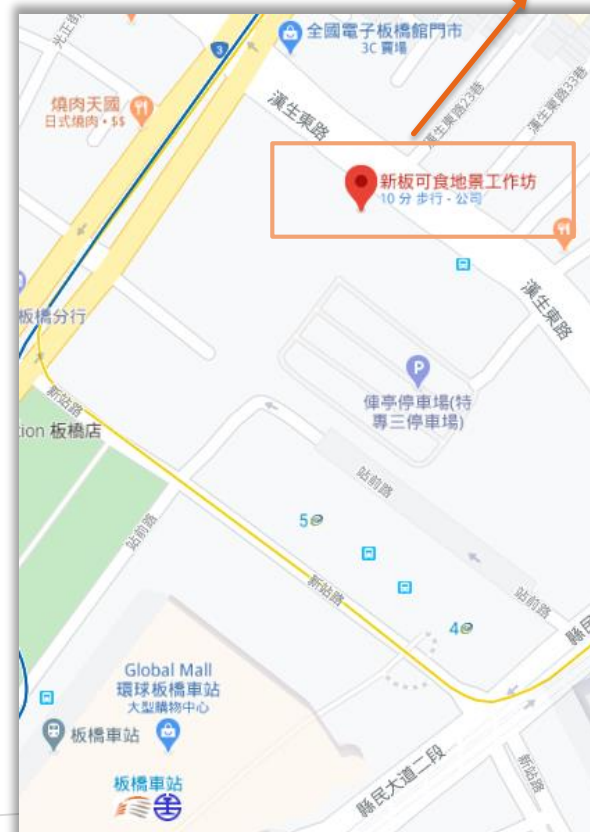 全國電子板橋館門市
3C 賣場
3
燒肉天國
日式燒肉・$$
漢生東路
漢生東路23巷
漢生東路33巷
新板可食地景工作坊
10 分 步行 - 公司
漢生東路
板橋分行
P
俥亭停車場(特
專三停車場)
新站路
tion 板橋店
站前路
站前路
5
新站路
站前路
4
縣民
Global Mall
環球板橋車站
大型購物中心
板橋車站
板橋車站
縣民大道二段
新站路